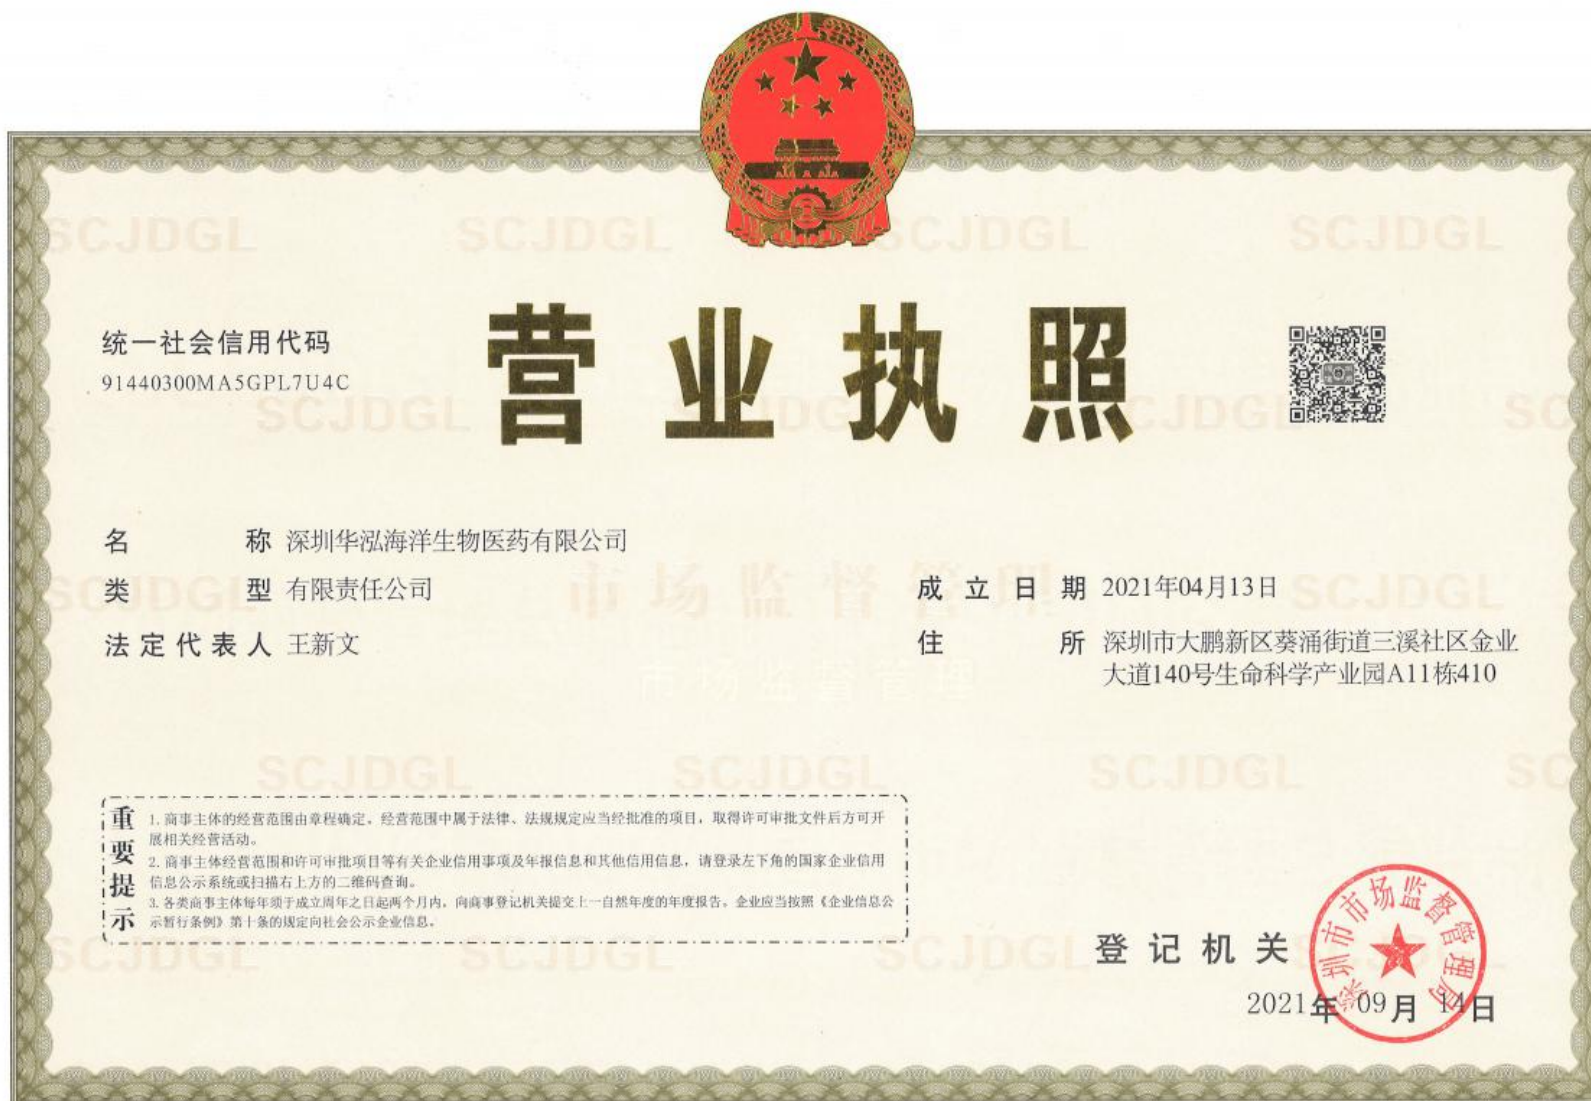 统一社会信用代码
91440300MA5GPL7U4C
营业执照
名称 深圳华泓海洋生物医药有限公司
类型 有限责任公司
法定代表人 王新文
成立日期 2021年04月13日
住所 深圳市大鹏新区葵涌街道三溪社区金业
大道140号生命科学产业园A11栋410
重要提示
1. 商事主体的经营范围由章程确定。经营范围中属于法律、法规规定应当经批准的项目，取得许可审批文件后方可开
展相关经营活动。
2. 商事主体经营范围和许可审批项目等有关企业信用事项及年报信息和其他信用信息，请登录左下角的国家企业信用
信息公示系统或扫描右上方的二维码查询。
3. 各类商事主体每年须于成立周年之日起两个月内，向商事登记机关提交上一自然年度的年度报告。企业应当按照《企业信息公
示暂行条例》第十条的规定向社会公示企业信息。
登记机关
深圳市市场监督管理局
2021年09月14日
SCJDGL
市场监督管理
市场监督管理